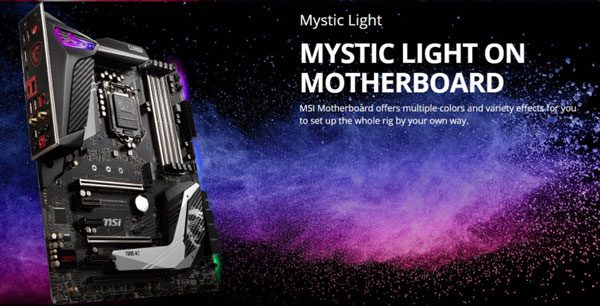 Mystic Light
MYSTIC LIGHT ON
MOTHERBOARD
MSI Motherboard offers multiple colors and variety effects for you
to set up the whole rig by your own way.
msi